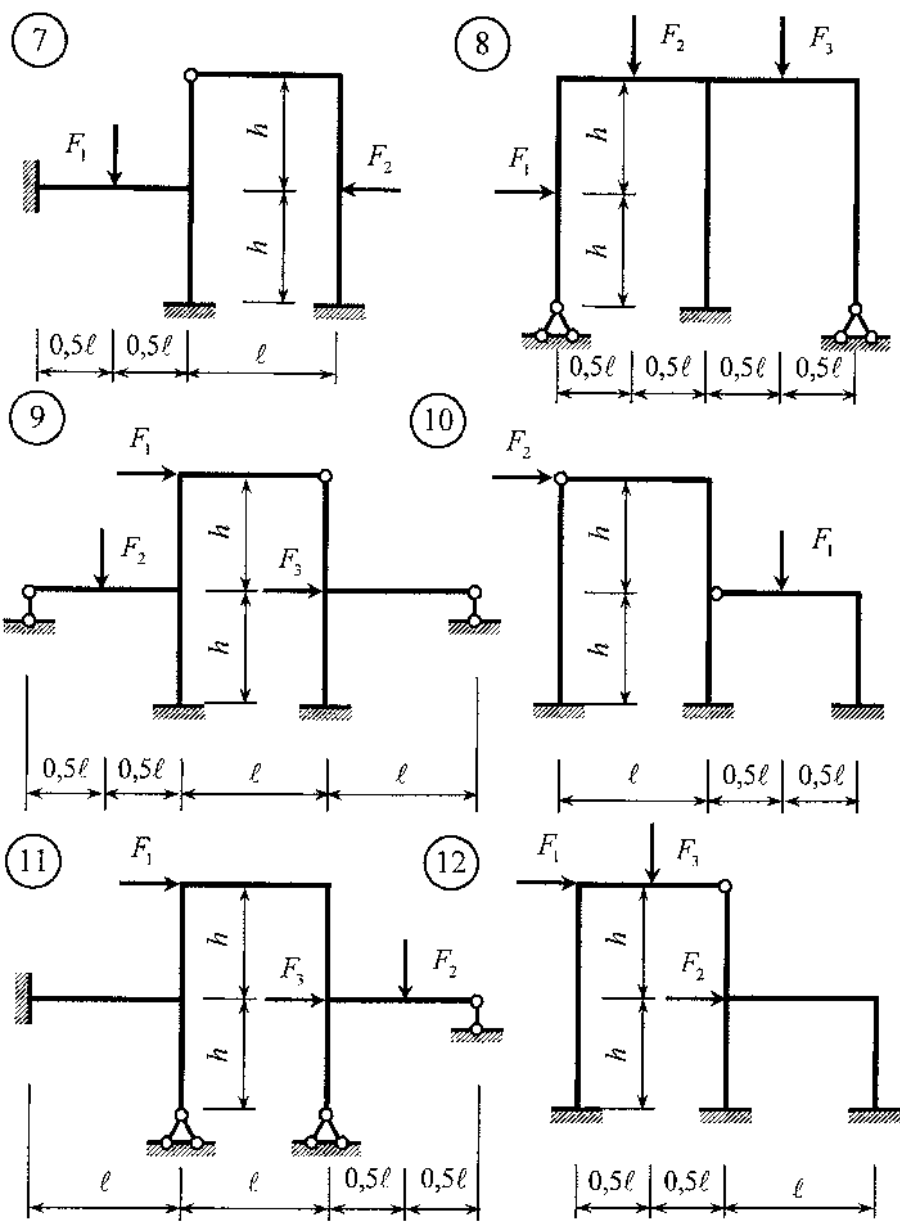 7
F₁
h
F₂
h
0,5ℓ 0,5ℓ ℓ
8
F₂ F₃
h
F₁
h
0,5ℓ 0,5ℓ 0,5ℓ 0,5ℓ
9
F₁
h
F₂ F₃
h
0,5ℓ 0,5ℓ ℓ ℓ
10
F₂
h
F₁
h
ℓ 0,5ℓ 0,5ℓ
11
F₁
h
F₃ F₂
h
ℓ ℓ 0,5ℓ 0,5ℓ
12
F₁ F₃
h
F₂
h
0,5ℓ 0,5ℓ ℓ